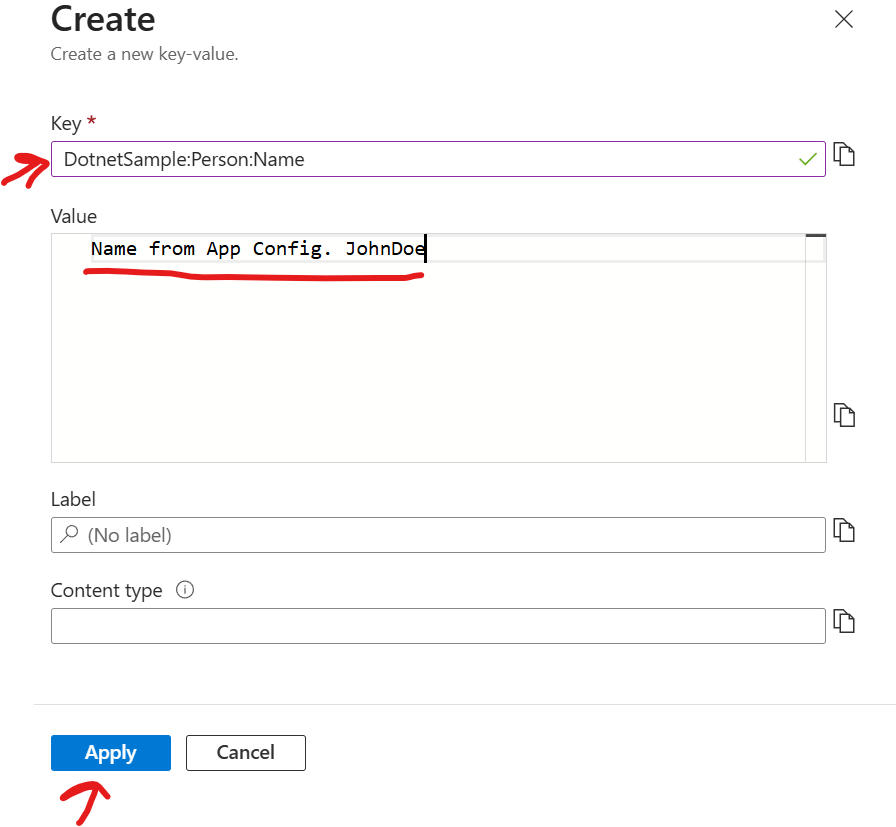 Create
Create a new key-value.
Key *
DotnetSample:Person:Name
Value
Name from App Config. JohnDoe
Label
(No label)
Content type
Apply Cancel